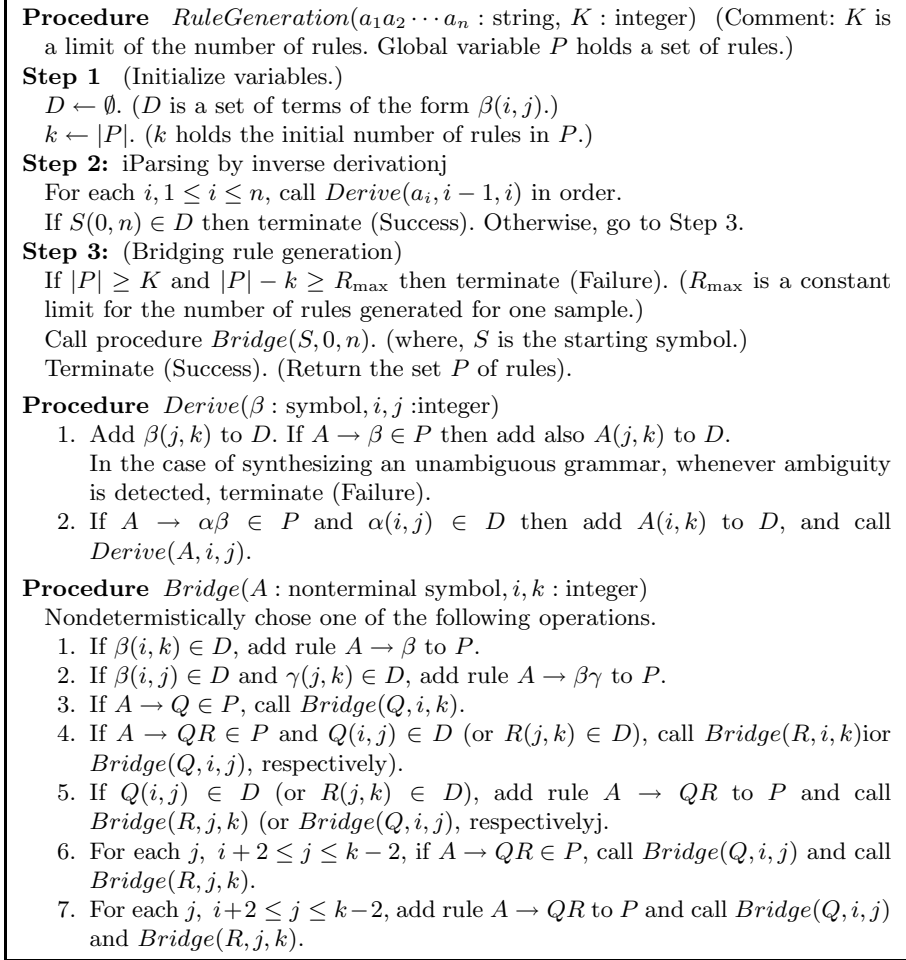 Procedure RuleGeneration(a₁a₂ ⋯ aₙ : string, K : integer) (Comment: K is
a limit of the number of rules. Global variable P holds a set of rules.)
Step 1 (Initialize variables.)
D ← ∅. (D is a set of terms of the form β(i, j).)
k ← |P|. (k holds the initial number of rules in P.)
Step 2: iParsing by inverse derivationj
For each i, 1 ≤ i ≤ n, call Derive(aᵢ, i − 1, i) in order.
If S(0, n) ∈ D then terminate (Success). Otherwise, go to Step 3.
Step 3: (Bridging rule generation)
If |P| ≥ K and |P| − k ≥ R_max then terminate (Failure). (R_max is a constant
limit for the number of rules generated for one sample.)
Call procedure Bridge(S, 0, n). (where, S is the starting symbol.)
Terminate (Success). (Return the set P of rules).
Procedure Derive(β : symbol, i, j :integer)
1. Add β(j, k) to D. If A → β ∈ P then add also A(j, k) to D.
In the case of synthesizing an unambiguous grammar, whenever ambiguity
is detected, terminate (Failure).
2. If A → αβ ∈ P and α(i, j) ∈ D then add A(i, k) to D, and call
Derive(A, i, j).
Procedure Bridge(A : nonterminal symbol, i, k : integer)
Nondetermistically chose one of the following operations.
1. If β(i, k) ∈ D, add rule A → β to P.
2. If β(i, j) ∈ D and γ(j, k) ∈ D, add rule A → βγ to P.
3. If A → Q ∈ P, call Bridge(Q, i, k).
4. If A → QR ∈ P and Q(i, j) ∈ D (or R(j, k) ∈ D), call Bridge(R, i, k)ior
Bridge(Q, i, j), respectively).
5. If Q(i, j) ∈ D (or R(j, k) ∈ D), add rule A → QR to P and call
Bridge(R, j, k) (or Bridge(Q, i, j), respectivelyj.
6. For each j, i + 2 ≤ j ≤ k − 2, if A → QR ∈ P, call Bridge(Q, i, j) and call
Bridge(R, j, k).
7. For each j, i+2 ≤ j ≤ k−2, add rule A → QR to P and call Bridge(Q, i, j)
and Bridge(R, j, k).